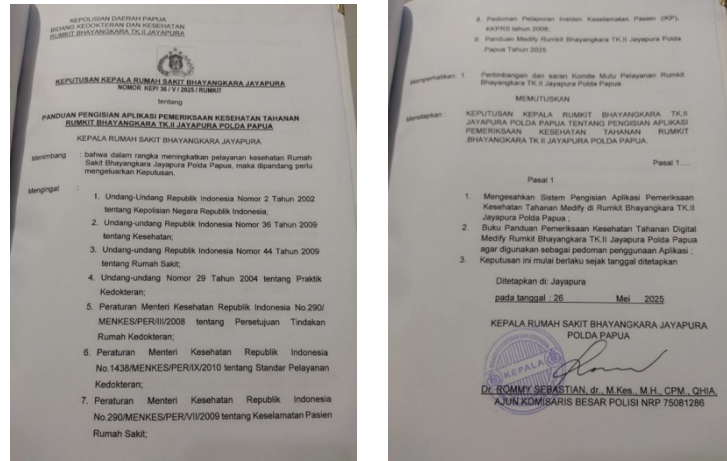 KEPOLISIAN DAERAH PAPUA
BIDANG KEDOKTERAN DAN KESEHATAN
RUMKIT BHAYANGKARA TK.II JAYAPURA
KEPUTUSAN KEPALA RUMAH SAKIT BHAYANGKARA JAYAPURA
NOMOR KEP/ 36 / V / 2025 / RUMKIT
tentang
PANDUAN PENGISIAN APLIKASI PEMERIKSAAN KESEHATAN TAHANAN
RUMKIT BHAYANGKARA TK.II JAYAPURA POLDA PAPUA
KEPALA RUMAH SAKIT BHAYANGKARA JAYAPURA
Menimbang : bahwa dalam rangka meningkatkan pelayanan kesehatan Rumah
Sakit Bhayangkara Jayapura Polda Papua, maka dipandang perlu
mengeluarkan Keputusan.
Mengingat :
1. Undang-Undang Republik Indonesia Nomor 2 Tahun 2002
tentang Kepolisian Negara Republik Indonesia;
2. Undang-undang Republik Indonesia Nomor 36 Tahun 2009
tentang Kesehatan;
3. Undang-undang Republik Indonesia Nomor 44 Tahun 2009
tentang Rumah Sakit;
4. Undang-undang Nomor 29 Tahun 2004 tentang Praktik
Kedokteran;
5. Peraturan Menteri Kesehatan Republik Indonesia No.290/
MENKES/PER/III/2008 tentang Persetujuan Tindakan
Rumah Kedokteran;
6. Peraturan Menteri Kesehatan Republik Indonesia
No.1438/MENKES/PER/IX/2010 tentang Standar Pelayanan
Kedokteran;
7. Peraturan Menteri Kesehatan Republik Indonesia
No.290/MENKES/PER/VII/2009 tentang Keselamatan Pasien
Rumah Sakit;
Pedoman Pelaporan Insiden Keselamatan Pasien (IKP),
KKPRS tahun 2008;
Panduan Medify Rumkit Bhayangkara TK.II Jayapura Polda
Papua Tahun 2025
Memperhatikan: 1. Pertimbangan dan saran Komite Mutu Pelayanan Rumkit
Bhayangkara TK.II Jayapura Polda Papua
MEMUTUSKAN
Menetapkan : KEPUTUSAN KEPALA RUMKIT BHAYANGKARA TK.II
JAYAPURA POLDA PAPUA TENTANG PENGISIAN APLIKASI
PEMERIKSAAN KESEHATAN TAHANAN RUMKIT
BHAYANGKARA TK II JAYAPURA POLDA PAPUA.
Pasal 1.....
Pasal 1
1. Mengesahkan Sistem Pengisian Aplikasi Pemeriksaan
Kesehatan Tahanan Medify di Rumkit Bhayangkara TK.II
Jayapura Polda Papua ;
2. Buku Panduan Pemeriksaan Kesehatan Tahanan Digital
Medify Rumkit Bhayangkara TK.II Jayapura Polda Papua
agar digunakan sebagai pedoman penggunaan Aplikasi ;
3. Keputusan ini mulai berlaku sejak tanggal ditetapkan
Ditetapkan di: Jayapura
pada tanggal : 26 Mei 2025
KEPALA RUMAH SAKIT BHAYANGKARA JAYAPURA
POLDA PAPUA
KEPALA
Dr. ROMMY SEBASTIAN, dr., M.Kes., M.H., CPM., QHIA.
AJUN KOMISARIS BESAR POLISI NRP 75081286